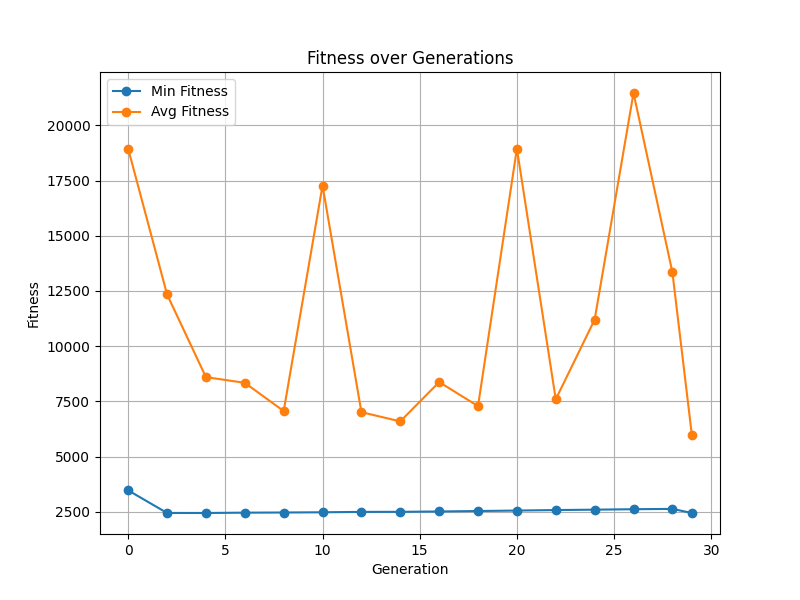 Fitness over Generations
Min Fitness
Avg Fitness
20000
17500
15000
12500
10000
7500
5000
2500
Fitness
0 5 10 15 20 25 30
Generation